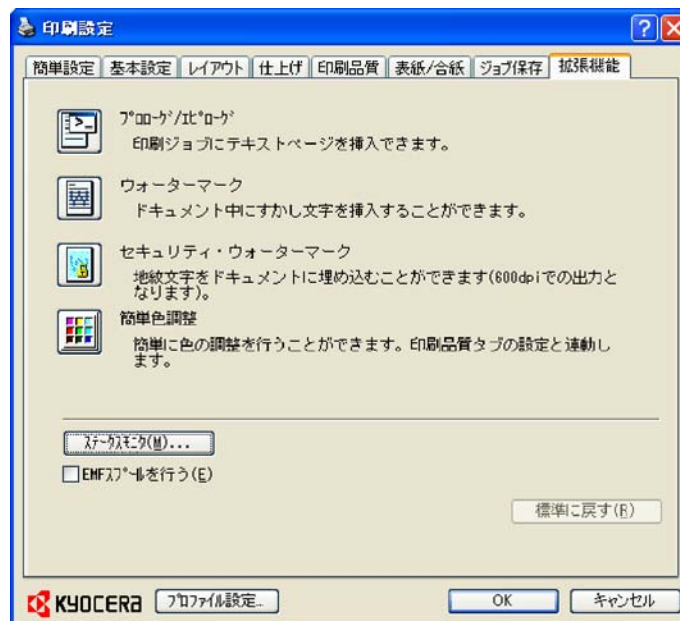 印刷設定
簡単設定 基本設定 レイアウト 仕上げ 印刷品質 表紙/合紙 ジョブ保存 拡張機能
ﾌﾟﾛﾛｰｸﾞ/ｴﾋﾟﾛｰｸﾞ
印刷ジョブにテキストページを挿入できます。
ウォーターマーク
ドキュメント中にすかし文字を挿入することができます。
セキュリティ・ウォーターマーク
地紋文字をドキュメントに埋め込むことができます(600dpiでの出力と
なります)。
簡単色調整
簡単に色の調整を行うことができます。印刷品質タブの設定と連動し
ます。
ｽﾃｰﾀｽﾓﾆﾀ(M)...
EMFｽﾌﾟｰﾙを行う(E)
標準に戻す(R)
KYOCERA ﾌﾟﾛﾌｧｲﾙ設定... OK キャンセル